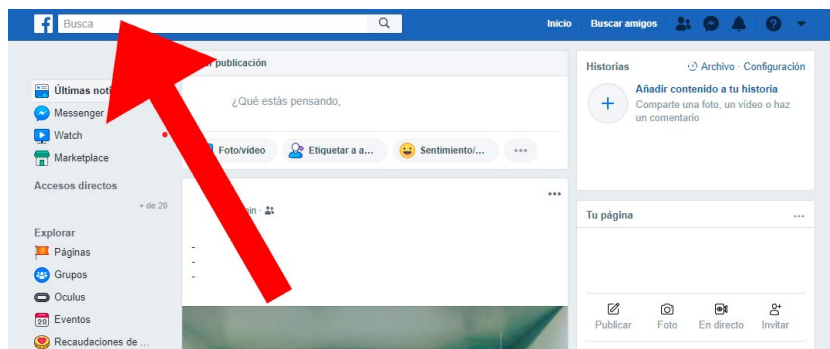 f
Busca
Inicio
Buscar amigos
publicación
Historias
Archivo · Configuración
Últimas
Añadir contenido a tu historia
¿Qué estás pensando,
Comparte una foto, un vídeo o haz
un comentario
Messenger
Watch
Foto/vídeo
Etiquetar a a...
Sentimiento/...
Marketplace
Accesos directos
+ de 20
Tu página
Explorar
Páginas
-
-
-
Grupos
Oculus
20 Eventos
Publicar
Foto
En directo
Invitar
Recaudaciones de ...